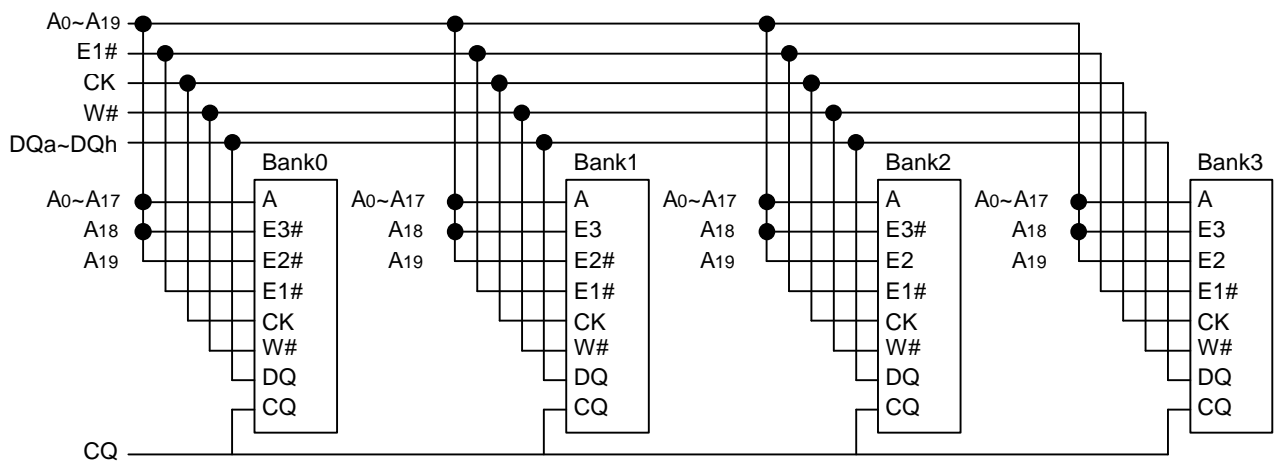 A0~A19
E1#
CK
W#
DQa~DQh
Bank0 Bank1 Bank2 Bank3
A0~A17 A A0~A17 A A0~A17 A A0~A17 A
A18 E3# A18 E3 A18 E3# A18 E3
A19 E2# A19 E2# A19 E2 A19 E2
E1# E1# E1# E1#
CK CK CK CK
W# W# W# W#
DQ DQ DQ DQ
CQ CQ CQ CQ
CQ